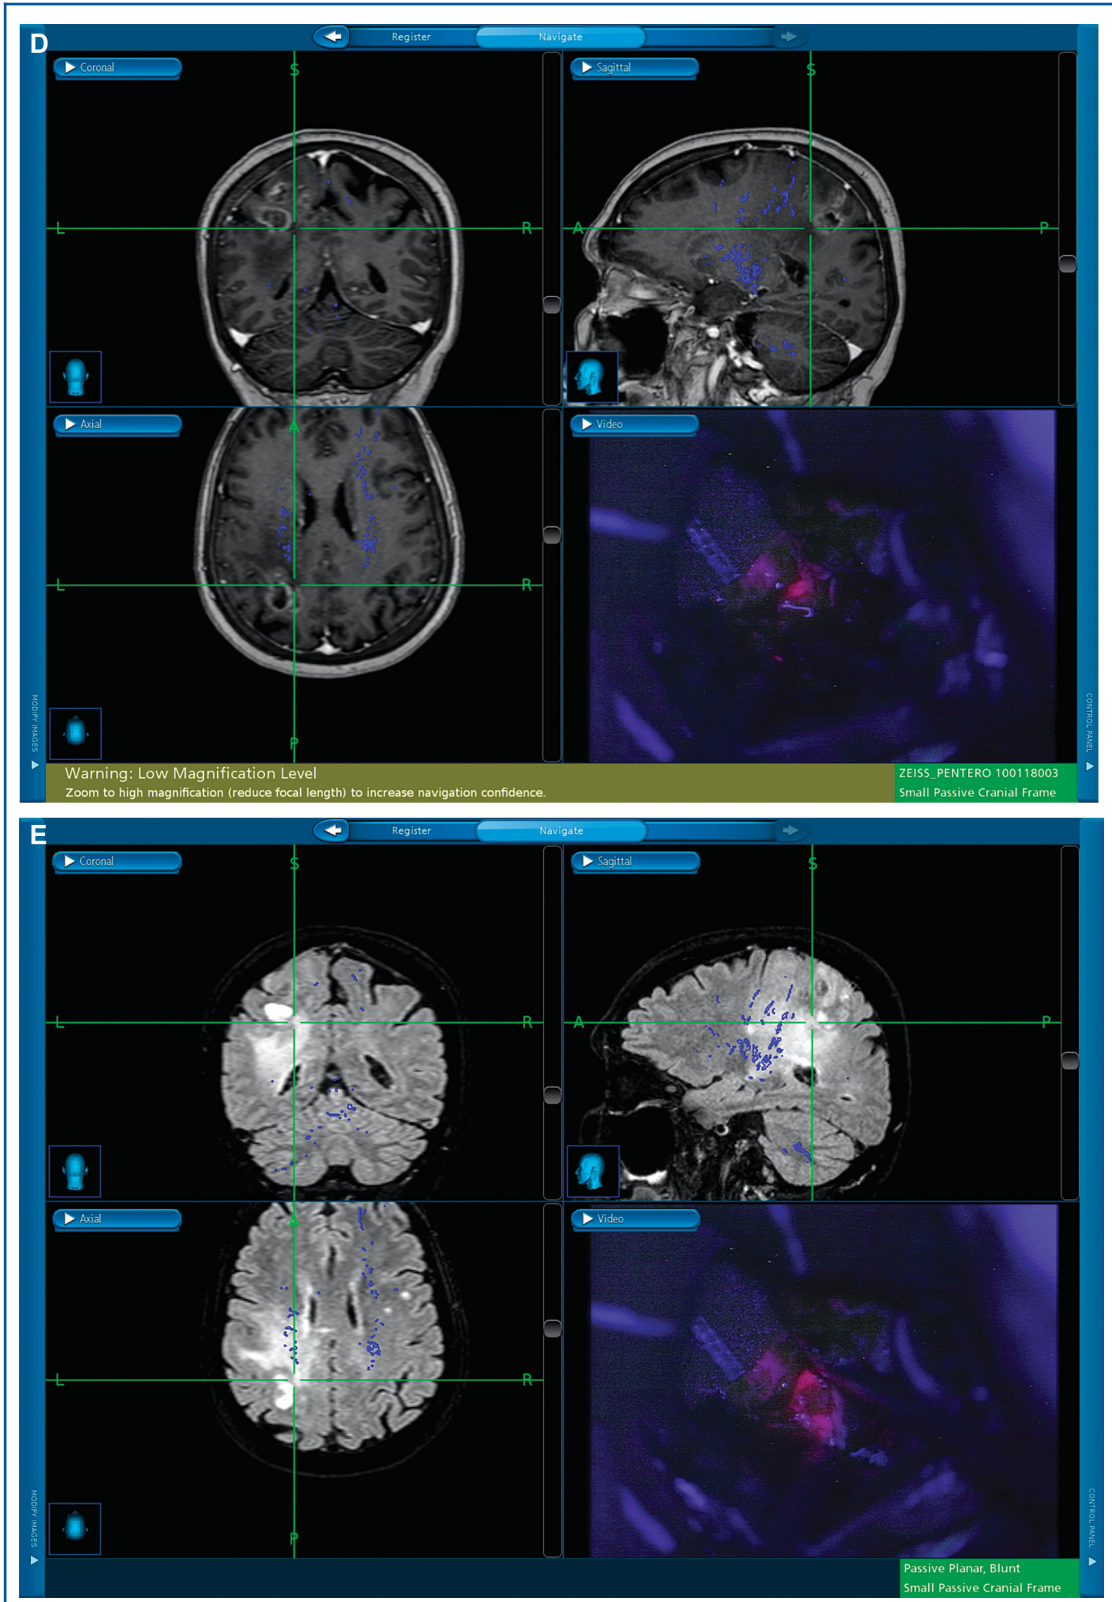 D
Register
Navigate
Coronal
S
L
R
Sagittal
S
A
P
Axial
A
L
R
P
Video
MODIFY IMAGES
CONTROL PANEL
Warning: Low Magnification Level
Zoom to high magnification (reduce focal length) to increase navigation confidence.
ZEISS_PENTERO 100118003
Small Passive Cranial Frame
E
Register
Navigate
Coronal
S
L
R
Sagittal
S
A
P
Axial
A
L
R
P
Video
MODIFY IMAGES
CONTROL PANEL
Passive Planar, Blunt
Small Passive Cranial Frame